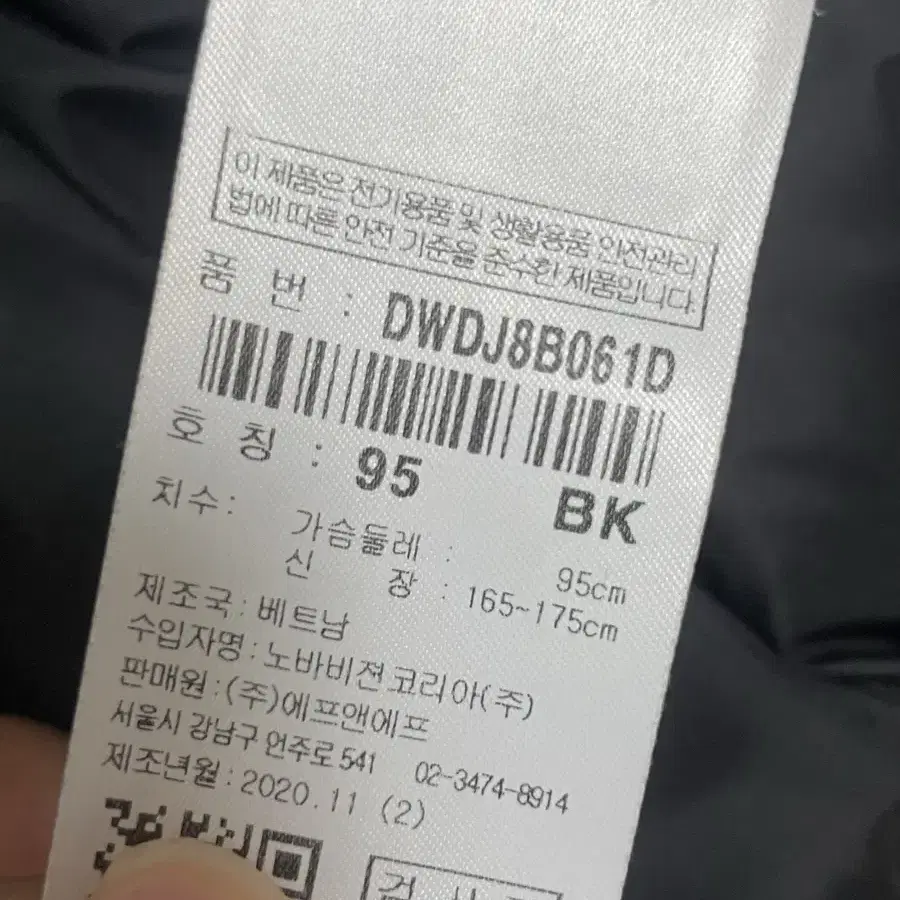 이 제품은 전기용품 및 생활용품 안전관리
법에 따른 안전 기준을 준수한 제품입니다.
품 번 : DWDJ8B061D
호 칭 : 95 BK
치수: 가슴둘레 : 95cm
신 장 : 165~175cm
제조국 : 베트남
수입자명 : 노바비젼코리아(주)
판매원 : (주)에프앤에프
서울시 강남구 언주로 541 02-3474-8914
제조년월 : 2020.11 (2)